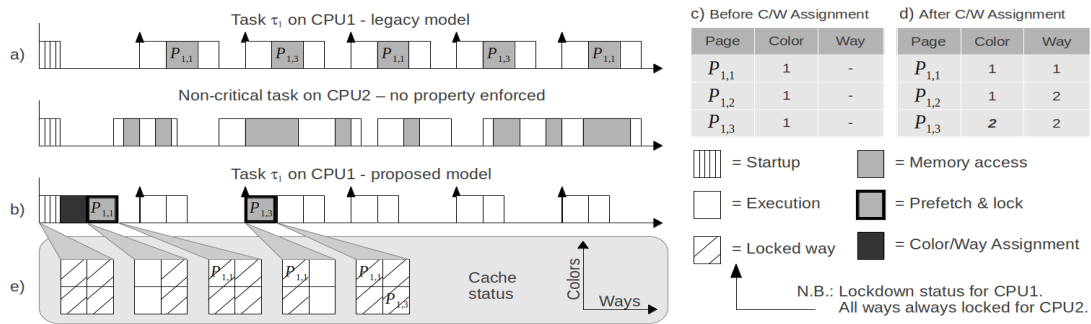 Task τ₁ on CPU1 - legacy model
a)
P1,1
P1,3
P1,1
P1,3
P1,1
Non-critical task on CPU2 – no property enforced
Task τ₁ on CPU1 - proposed model
b)
P1,1
P1,3
e)
P1,1
P1,1
P1,1
P1,3
Cache
status
Colors
Ways
c) Before C/W Assignment
Page Color Way
P1,1 1 -
P1,2 1 -
P1,3 1 -
d) After C/W Assignment
Page Color Way
P1,1 1 1
P1,2 1 2
P1,3 2 2
= Startup
= Memory access
= Execution
= Prefetch & lock
= Locked way
= Color/Way Assignment
N.B.: Lockdown status for CPU1.
All ways always locked for CPU2.